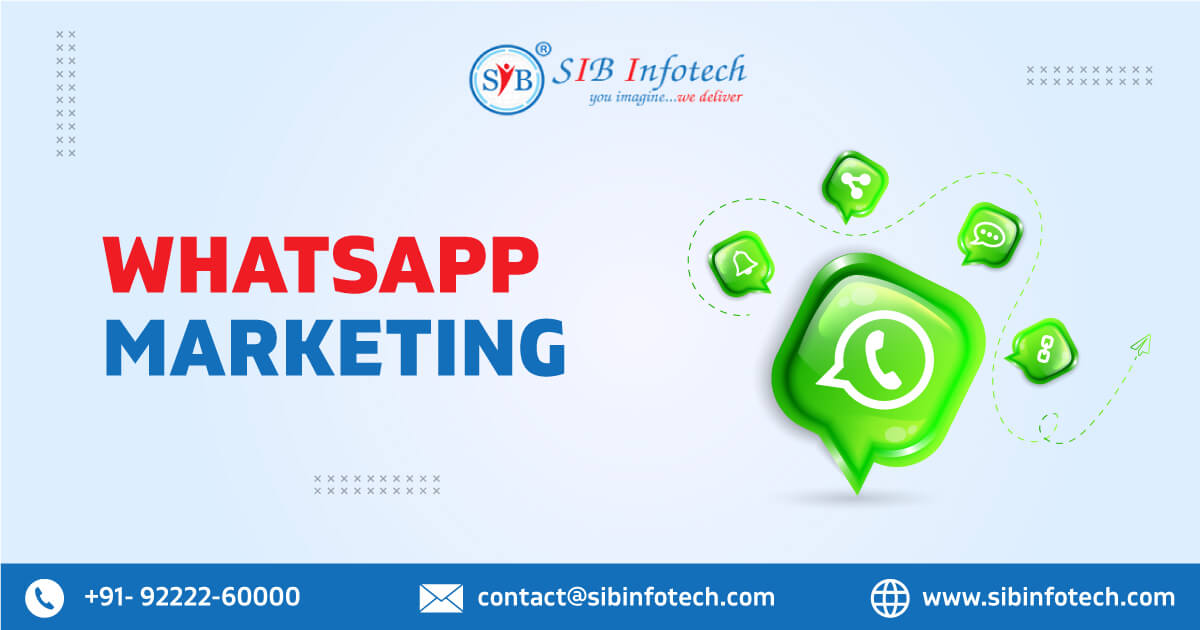 SIB
®
SIB Infotech
you imagine...we deliver
WHATSAPP
MARKETING
+91- 92222-60000
contact@sibinfotech.com
www.sibinfotech.com